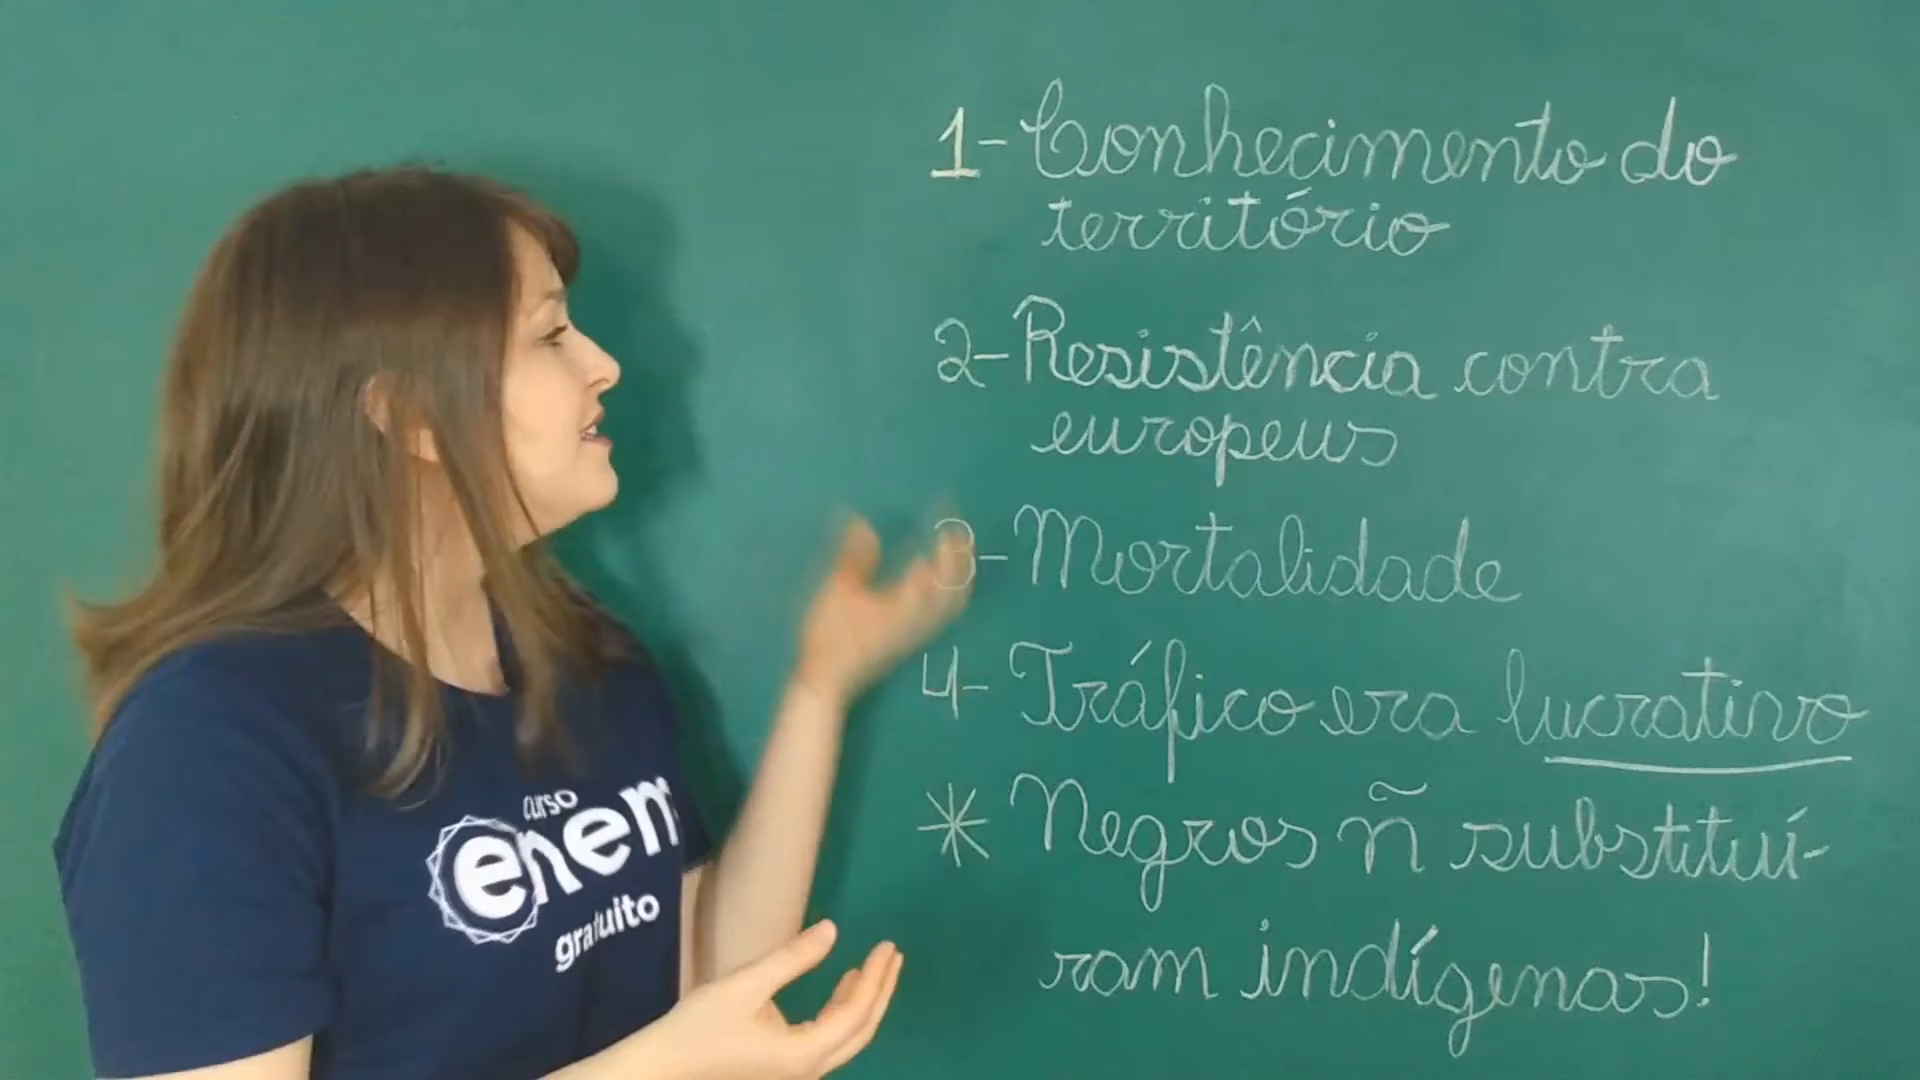 1- Conhecimento do
território
2- Resistência contra
europeus
3- Mortalidade
4- Tráfico era lucrativo
* Negros ñ substituí-
ram indígenas!
curso
enem
gratuito